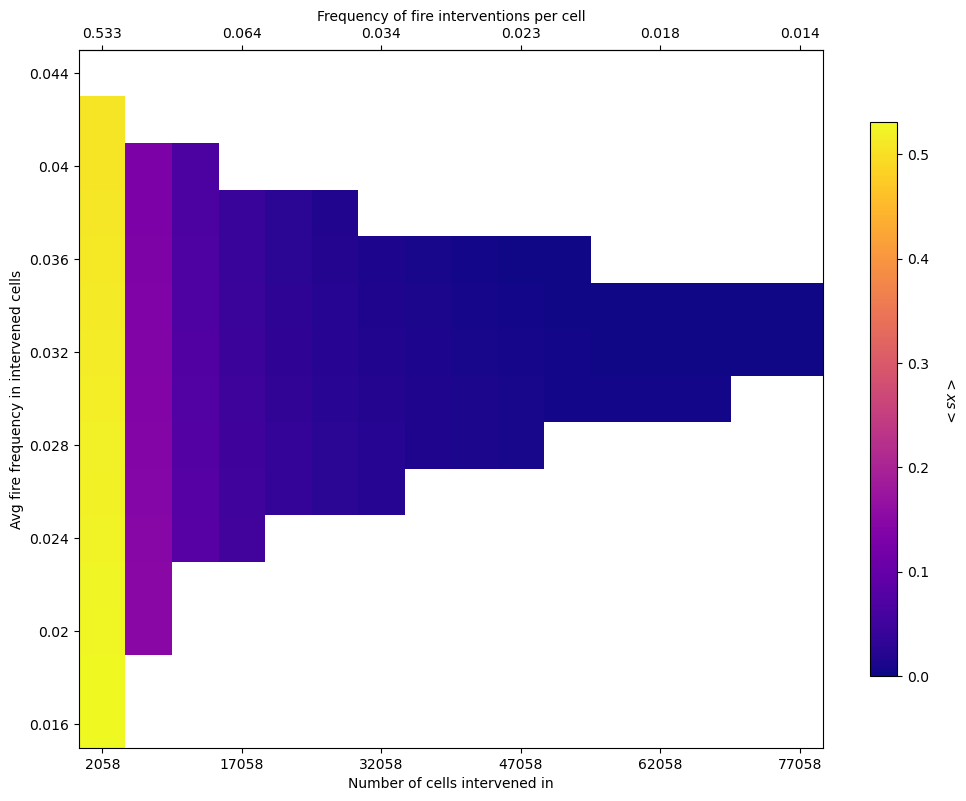 Frequency of fire interventions per cell
0.533 0.064 0.034 0.023 0.018 0.014
Avg fire frequency in intervened cells
0.044
0.04
0.036
0.032
0.028
0.024
0.02
0.016
2058 17058 32058 47058 62058 77058
Number of cells intervened in
0.5
0.4
0.3
0.2
0.1
0.0
< xs >